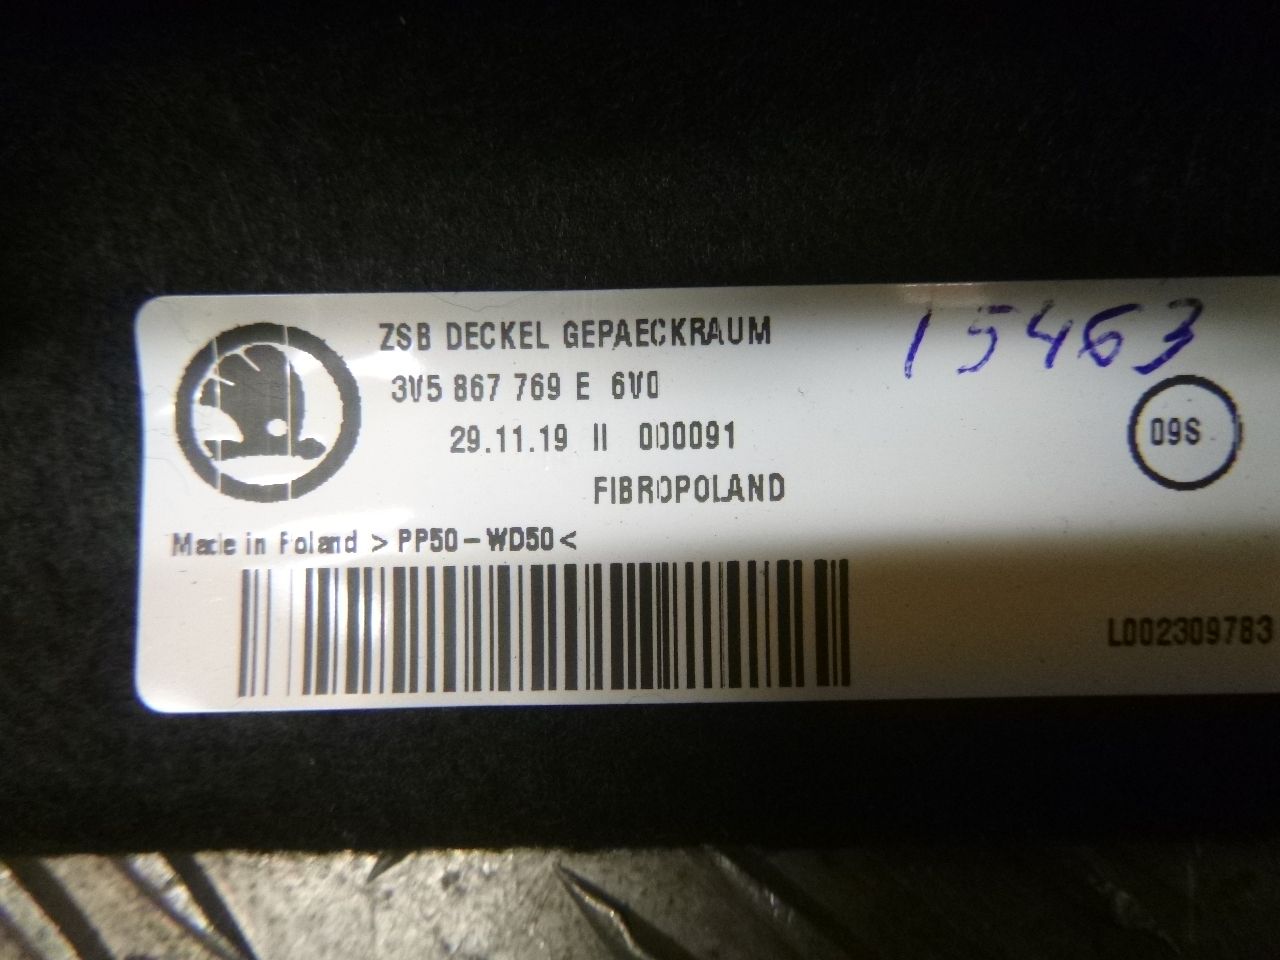 ZSB DECKEL GEPAECKRAUM
15463
3V5 867 769 E 6V0
29.11.19 II 000091
09S
FIBROPOLAND
Made in Poland >PP50-WD50<
L002309783